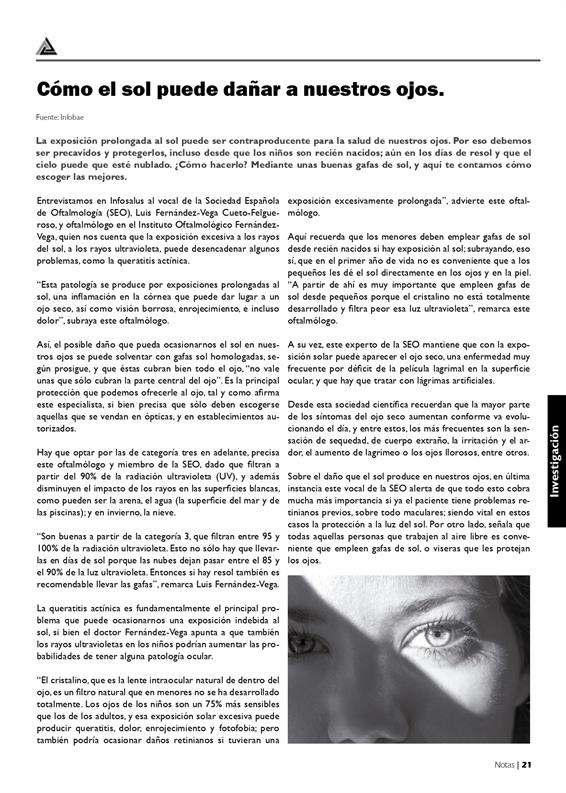 Cómo el sol puede dañar a nuestros ojos.
Fuente: Infobae
La exposición prolongada al sol puede ser contraproducente para la salud de nuestros ojos. Por eso debemos
ser precavidos y protegerlos, incluso desde que los niños son recién nacidos; aún en los días de resol y que el
cielo puede que esté nublado. ¿Cómo hacerlo? Mediante unas buenas gafas de sol, y aquí te contamos cómo
escoger las mejores.
Entrevistamos en Infosalus al vocal de la Sociedad Española
de Oftalmología (SEO), Luis Fernández-Vega Cueto-Felgue-
roso, y oftalmólogo en el Instituto Oftalmológico Fernández-
Vega, quien nos cuenta que la exposición excesiva a los rayos
del sol, a los rayos ultravioleta, puede desencadenar algunos
problemas, como la queratitis actínica.
“Esta patología se produce por exposiciones prolongadas al
sol, una inflamación en la córnea que puede dar lugar a un
ojo seco, así como visión borrosa, enrojecimiento, e incluso
dolor”, subraya este oftalmólogo.
Así, el posible daño que pueda ocasionarnos el sol en nues-
tros ojos se puede solventar con gafas sol homologadas, se-
gún prosigue, y que éstas cubran bien todo el ojo, “no vale
unas que sólo cubran la parte central del ojo”. Es la principal
protección que podemos ofrecerle al ojo, tal y como afirma
este especialista, si bien precisa que sólo deben escogerse
aquellas que se vendan en ópticas, y en establecimientos au-
torizados.
Hay que optar por las de categoría tres en adelante, precisa
este oftalmólogo y miembro de la SEO, dado que filtran a
partir del 90% de la radiación ultravioleta (UV), y además
disminuyen el impacto de los rayos en las superficies blancas,
como pueden ser la arena, el agua (la superficie del mar y de
las piscinas); y en invierno, la nieve.
“Son buenas a partir de la categoría 3, que filtran entre 95 y
100% de la radiación ultravioleta. Esto no sólo hay que llevar-
las en días de sol porque las nubes dejan pasar entre el 85 y
el 90% de la luz ultravioleta. Entonces si hay resol también es
recomendable llevar las gafas”, remarca Luis Fernández-Vega.
La queratitis actínica es fundamentalmente el principal pro-
blema que puede ocasionarnos una exposición indebida al
sol, si bien el doctor Fernández-Vega apunta a que también
los rayos ultravioletas en los niños podrían aumentar las pro-
babilidades de tener alguna patología ocular.
“El cristalino, que es la lente intraocular natural de dentro del
ojo, es un filtro natural que en menores no se ha desarrollado
totalmente. Los ojos de los niños son un 75% más sensibles
que los de los adultos, y esa exposición solar excesiva puede
producir queratitis, dolor, enrojecimiento y fotofobia; pero
también podría ocasionar daños retinianos si tuvieran una
exposición excesivamente prolongada”, advierte este oftal-
mólogo.
Aquí recuerda que los menores deben emplear gafas de sol
desde recién nacidos si hay exposición al sol; subrayando, eso
sí, que en el primer año de vida no es conveniente que a los
pequeños les dé el sol directamente en los ojos y en la piel.
“A partir de ahí es muy importante que empleen gafas de
sol desde pequeños porque el cristalino no está totalmente
desarrollado y filtra peor esa luz ultravioleta”, remarca este
oftalmólogo.
A su vez, este experto de la SEO mantiene que con la expo-
sición solar puede aparecer el ojo seco, una enfermedad muy
frecuente por déficit de la película lagrimal en la superficie
ocular, y que hay que tratar con lágrimas artificiales.
Desde esta sociedad científica recuerdan que la mayor parte
de los síntomas del ojo seco aumentan conforme va evolu-
cionando el día, y entre estos, los más frecuentes son la sen-
sación de sequedad, de cuerpo extraño, la irritación y el ar-
dor, el aumento de lagrimeo o los ojos llorosos, entre otros.
Sobre el daño que el sol produce en nuestros ojos, en última
instancia este vocal de la SEO alerta de que todo esto cobra
mucha más importancia si ya el paciente tiene problemas re-
tinianos previos, sobre todo maculares; siendo vital en estos
casos la protección a la luz del sol. Por otro lado, señala que
todas aquellas personas que trabajen al aire libre es conve-
niente que empleen gafas de sol, o viseras que les protejan
los ojos.
Investigación
Notas | 21